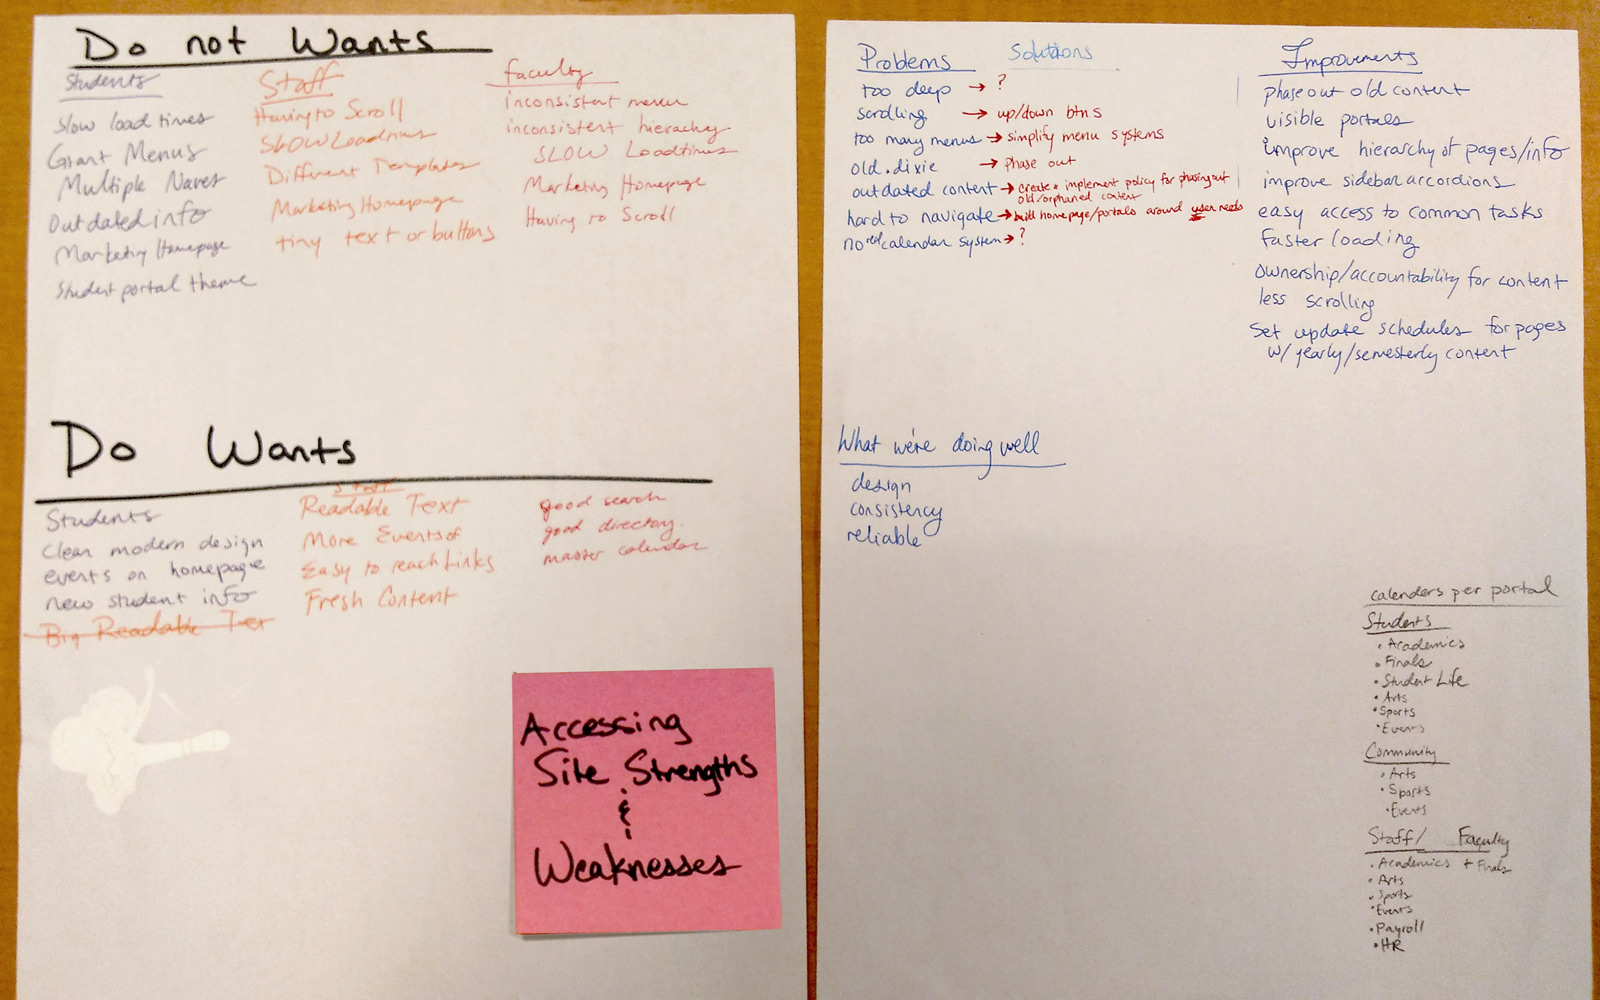 Do not Wants
Students
Slow load times
Giant Menus
Multiple Naves
Outdated info
Marketing Homepage
Student portal theme
Staff
Having to Scroll
SLOW Loadtimes
Different Templates
Marketing Homepage
tiny text or buttons
faculty
inconsistent menu
inconsistent hierachey
SLOW Loadtimes
Marketing Homepage
Having to Scroll
Do Wants
Students
Clean modern design
events on homepage
new student info
Big Readable Tex
Staff
Readable Text
More Events of
Easy to reach Links
Fresh Content
good search
good directory.
master calendar
Accessing
Site Strengths
&
Weaknesses
Problems Solutions
too deep → ?
scrolling → up/down btns
too many menus → simplify menu systems
old.dixie → phase out
outdated content → create + implement policy for phasing out
old/orphaned content
hard to navigate → build homepage/portals around user needs
no real calendar system → ?
Improvements
phase out old content
visible portals
improve hierarchy of pages/info
improve sidebar accordions
easy access to common tasks
faster loading
ownership/accountability for content
less scrolling
Set update schedules for pages
w/ yearly/semesterly content
What we're doing well
design
consistency
reliable
calenders per portal
Students
• Academics
• Finals
• Student Life
• Arts
• Sports
• Events
Community
• Arts
• Sports
• Events
Staff/ Faculty
• Academics + Finals
• Arts
• Sports
• Events
• Payroll
• HR